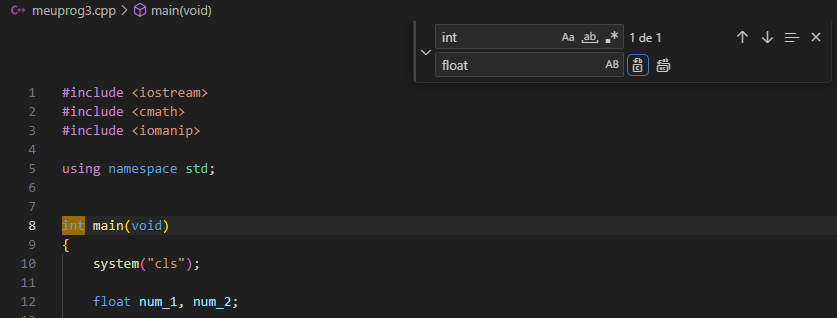 meuprog3.cpp > main(void)
int Aa ab .* 1 de 1
float AB
1 #include <iostream>
2 #include <cmath>
3 #include <iomanip>
4
5 using namespace std;
6
7
8 int main(void)
9 {
10 system("cls");
11
12 float num_1, num_2;
13